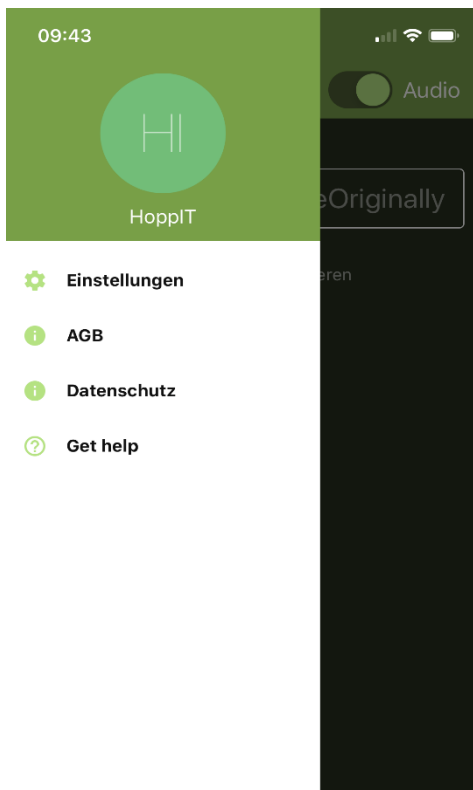 09:43
Audio
HI
HoppIT
eOriginally
eren
Einstellungen
AGB
Datenschutz
Get help